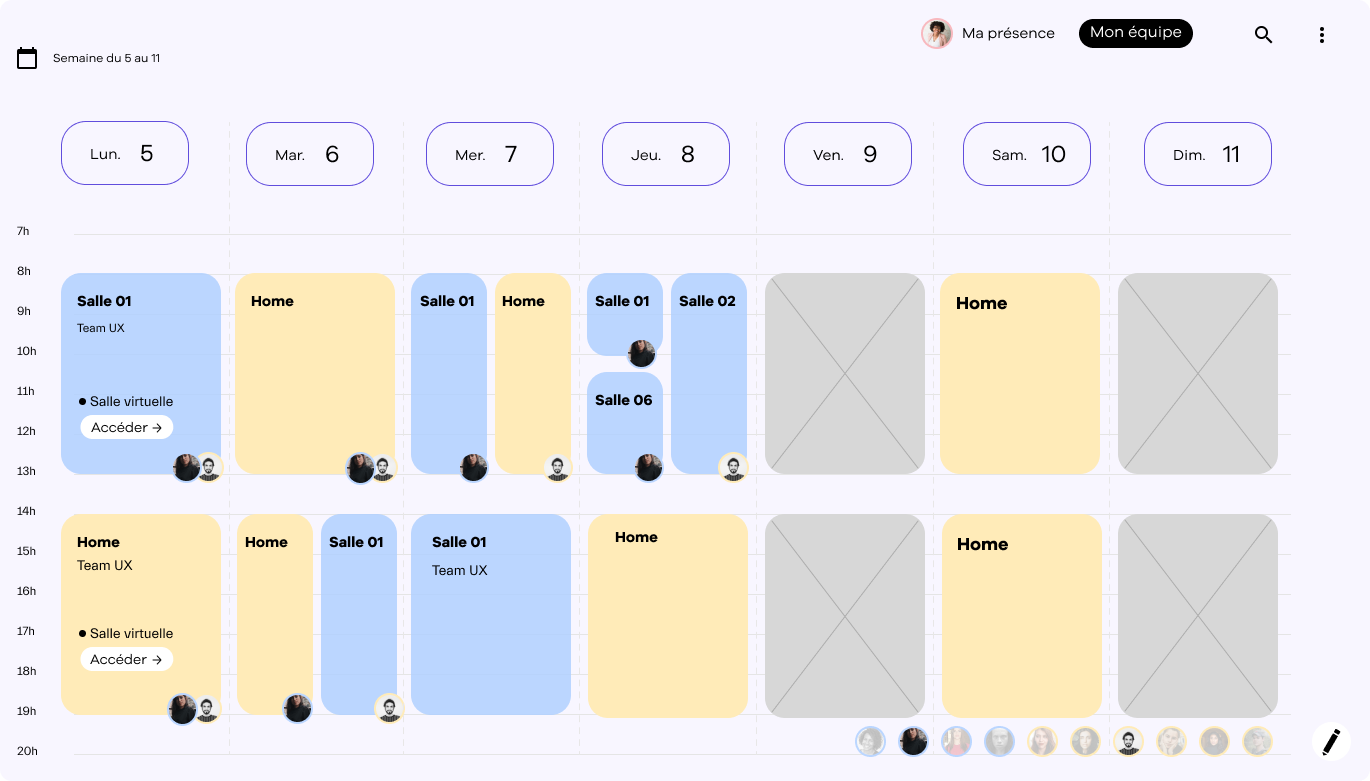 Ma présence
Mon équipe
Semaine du 5 au 11
Lun. 5
Mar. 6
Mer. 7
Jeu. 8
Ven. 9
Sam. 10
Dim. 11
7h
8h
9h
10h
11h
12h
13h
14h
15h
16h
17h
18h
19h
20h
Salle 01
Team UX
Salle virtuelle
Accéder →
Home
Salle 01
Home
Salle 01
Salle 02
Salle 06
Home
Home
Team UX
Salle virtuelle
Accéder →
Home
Salle 01
Salle 01
Team UX
Home
Home